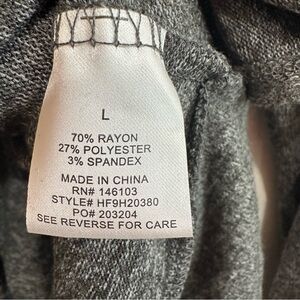 L
70% RAYON
27% POLYESTER
3% SPANDEX
MADE IN CHINA
RN# 146103
STYLE# HF9H20380
PO# 203204
SEE REVERSE FOR CARE